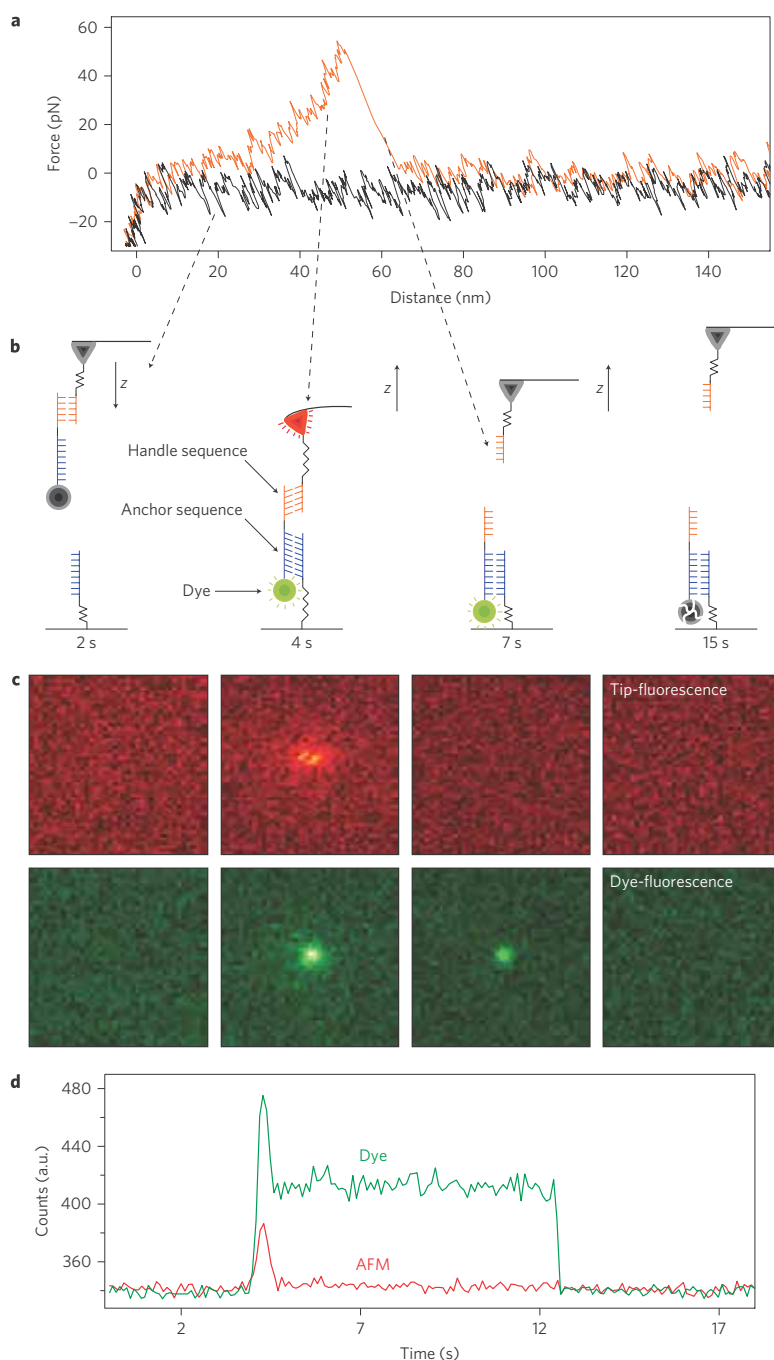 a
60
40
20
0
−20
Force (pN)
0 20 40 60 80 100 120 140
Distance (nm)
b
z
z
z
Handle sequence
Anchor sequence
Dye
2 s 4 s 7 s 15 s
c
Tip-fluorescence
Dye-fluorescence
d
480
440
400
360
Counts (a.u.)
Dye
AFM
2 7 12 17
Time (s)